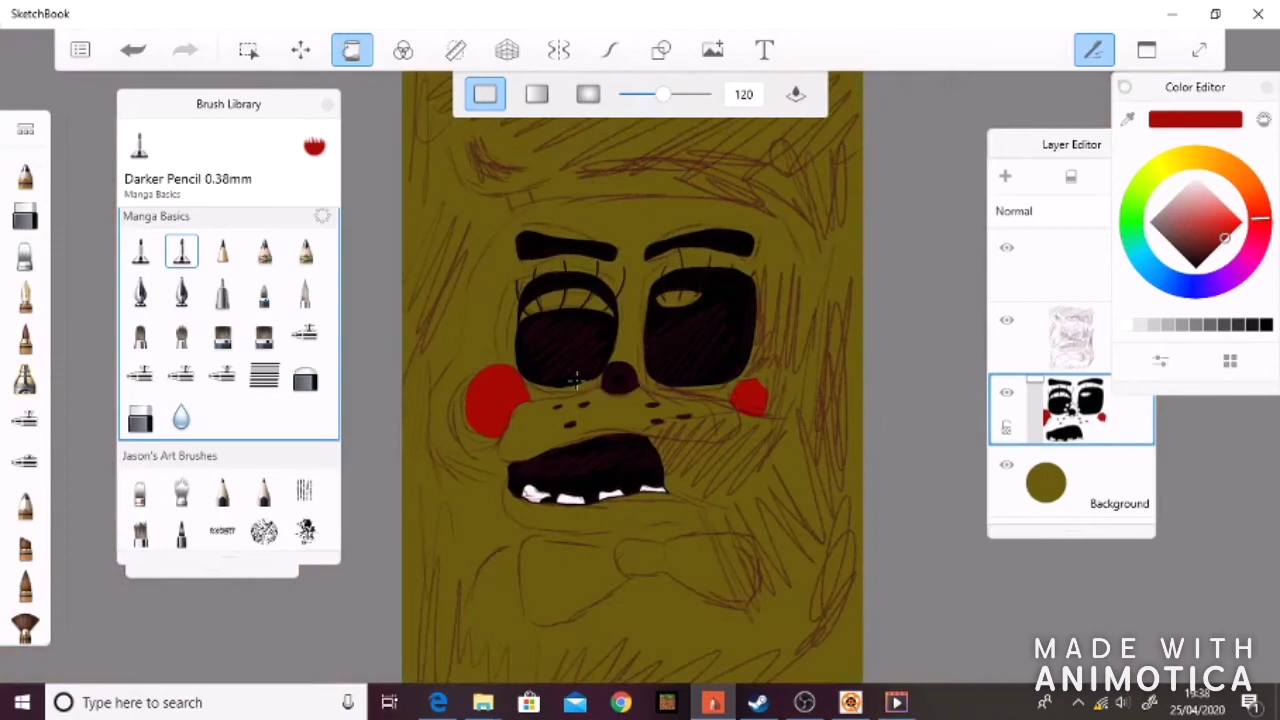 SketchBook
120
Brush Library
Color Editor
Darker Pencil 0.38mm
Manga Basics
Manga Basics
Layer Editor
Normal
Jason's Art Brushes
Background
MADE WITH
ANIMOTICA
Type here to search
25/04/2020